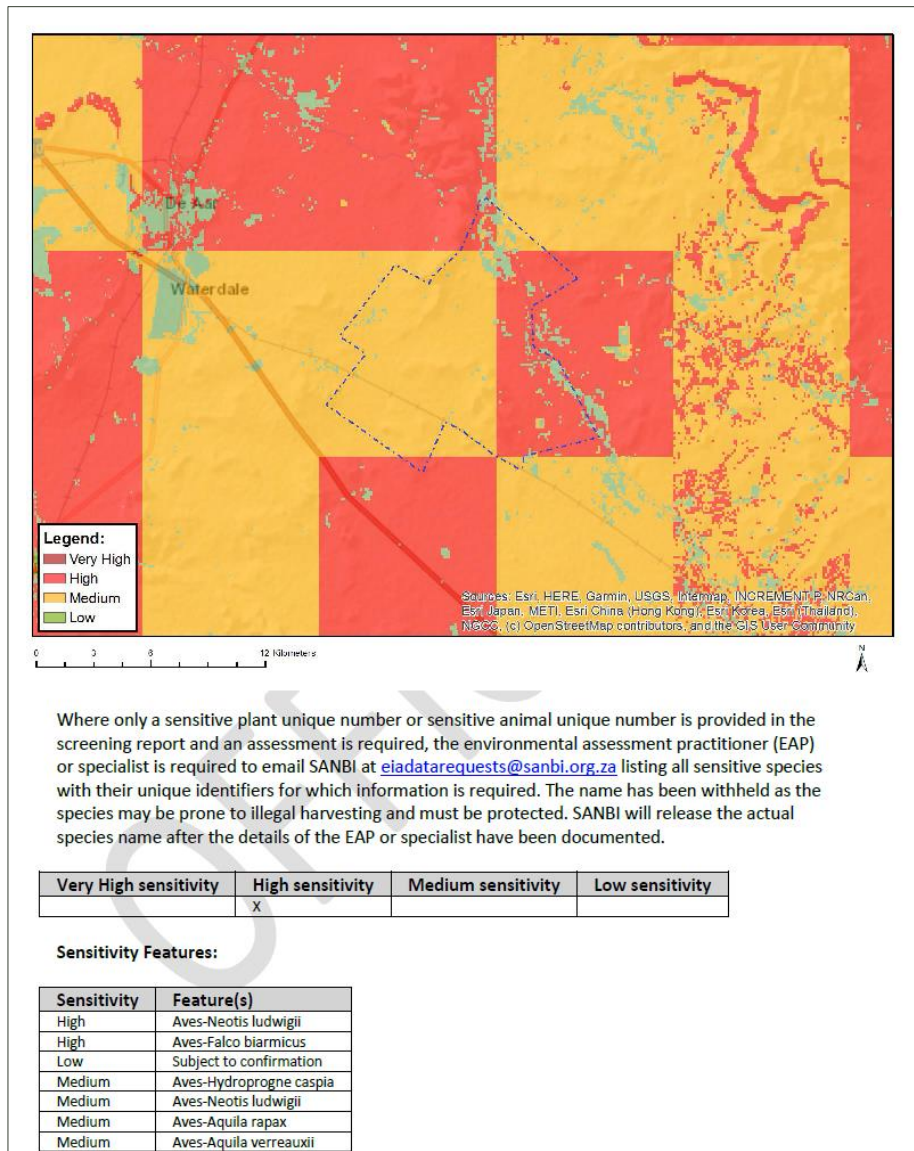 De Aar
Waterdale
Legend:
Very High
High
Medium
Low
Sources: Esri, HERE, Garmin, USGS, Intermap, INCREMENT P, NRCan,
Esri Japan, METI, Esri China (Hong Kong), Esri Korea, Esri (Thailand),
NGCC, (c) OpenStreetMap contributors, and the GIS User Community
0 3 6 12 Kilometers
N
Where only a sensitive plant unique number or sensitive animal unique number is provided in the
screening report and an assessment is required, the environmental assessment practitioner (EAP)
or specialist is required to email SANBI at eiadatarequests@sanbi.org.za listing all sensitive species
with their unique identifiers for which information is required. The name has been withheld as the
species may be prone to illegal harvesting and must be protected. SANBI will release the actual
species name after the details of the EAP or specialist have been documented.
Very High sensitivity High sensitivity Medium sensitivity Low sensitivity
X
Sensitivity Features:
Sensitivity Feature(s)
High Aves-Neotis ludwigii
High Aves-Falco biarmicus
Low Subject to confirmation
Medium Aves-Hydroprogne caspia
Medium Aves-Neotis ludwigii
Medium Aves-Aquila rapax
Medium Aves-Aquila verreauxii